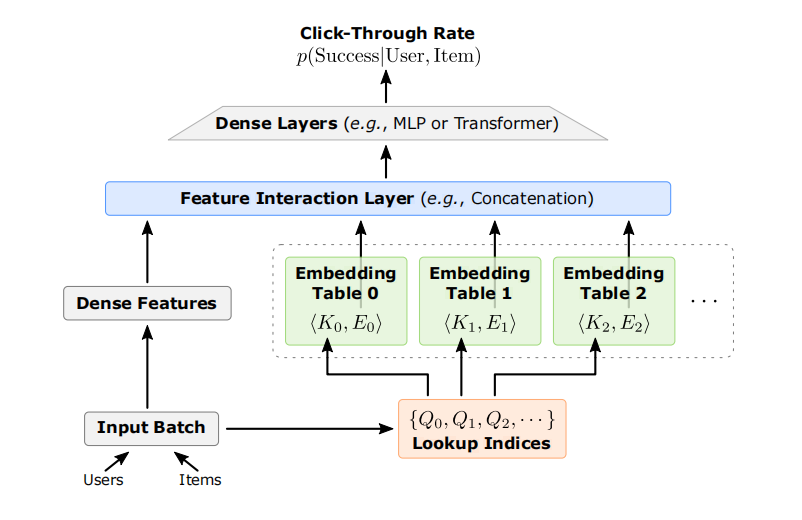 Click-Through Rate
p(Success|User, Item)
Dense Layers (e.g., MLP or Transformer)
Feature Interaction Layer (e.g., Concatenation)
Embedding
Table 0
⟨K₀, E₀⟩
Embedding
Table 1
⟨K₁, E₁⟩
Embedding
Table 2
⟨K₂, E₂⟩
···
Dense Features
Input Batch
{Q₀, Q₁, Q₂, ···}
Lookup Indices
Users
Items